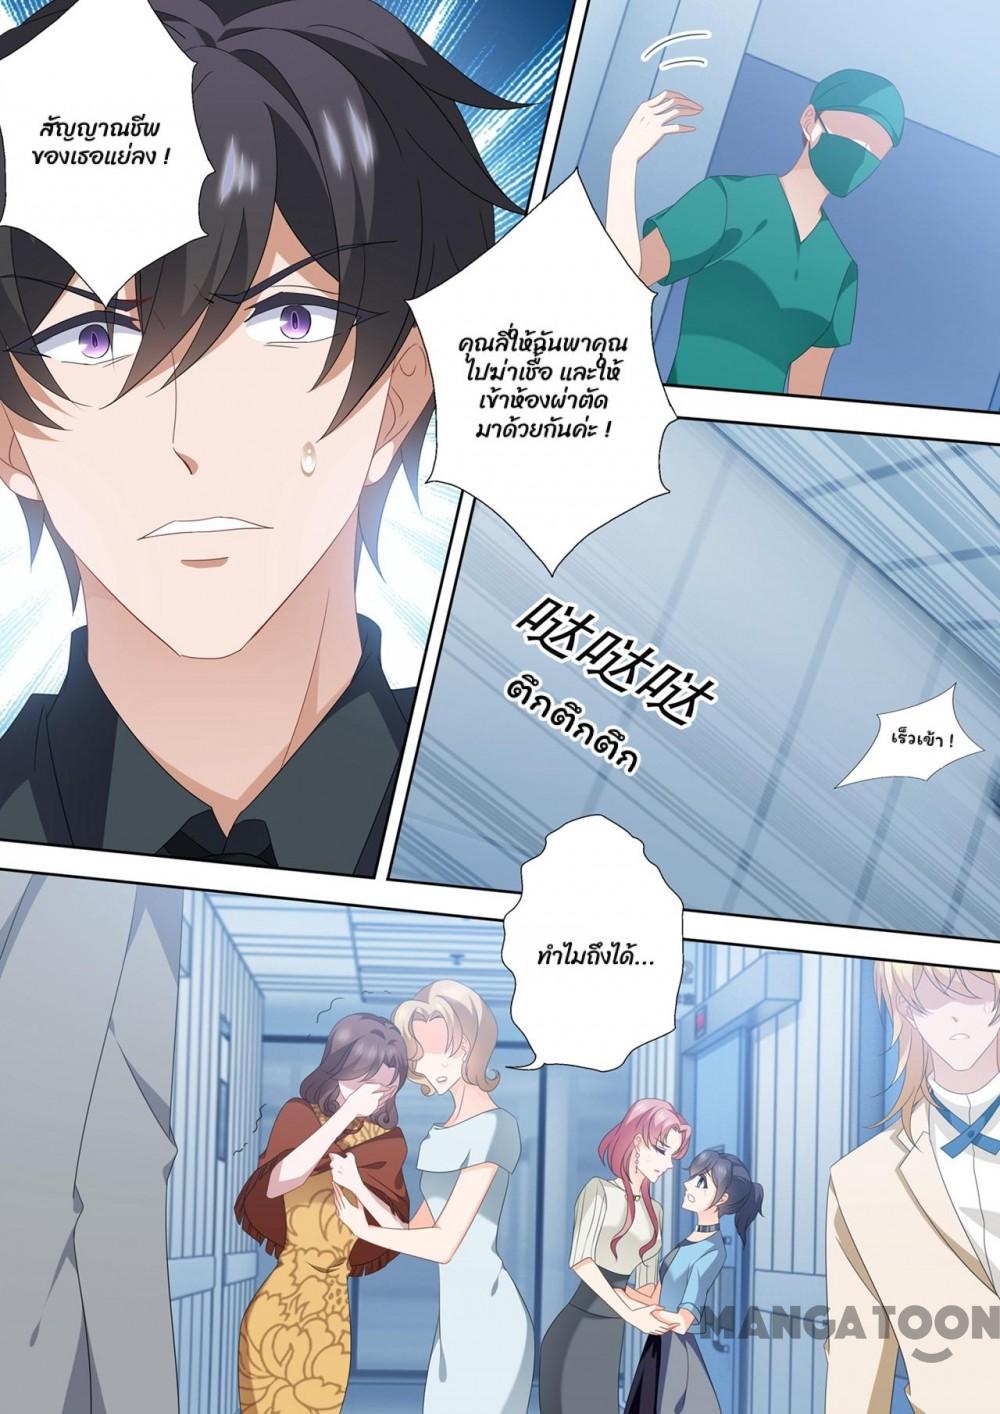 สัญญาณชีพ
ของเธอแย่ลง !
คุณลี่ให้ฉันพาคุณ
ไปฆ่าเชื้อ และให้
เข้าห้องผ่าตัด
มาด้วยกันค่ะ !
哒哒哒
ตึกตึกตึก
เร็วเข้า !
ทำไมถึงได้...
2
MANGATOON